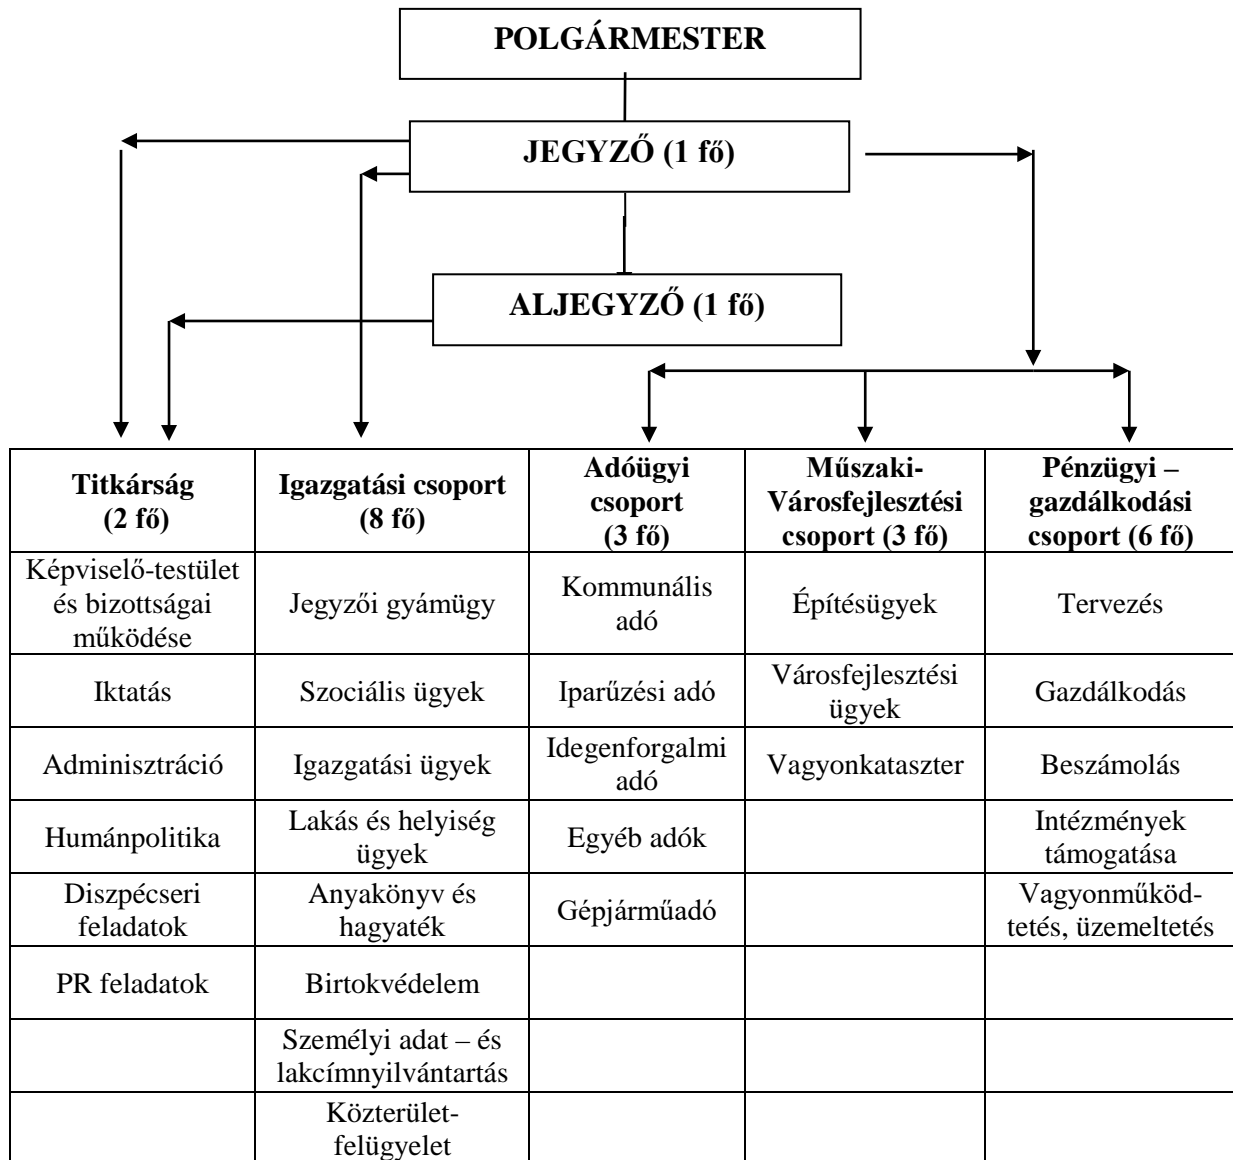 POLGÁRMESTER
JEGYZŐ (1 fő)
ALJEGYZŐ (1 fő)
Titkárság
(2 fő)
Igazgatási csoport
(8 fő)
Adóügyi
csoport
(3 fő)
Műszaki-
Városfejlesztési
csoport (3 fő)
Pénzügyi –
gazdálkodási
csoport (6 fő)
Képviselő-testület
és bizottságai
működése
Jegyzői gyámügy
Kommunális
adó
Építésügyek
Tervezés
Iktatás
Szociális ügyek
Iparűzési adó
Városfejlesztési
ügyek
Gazdálkodás
Adminisztráció
Igazgatási ügyek
Idegenforgalmi
adó
Vagyonkataszter
Beszámolás
Humánpolitika
Lakás és helyiség
ügyek
Egyéb adók
Intézmények
támogatása
Diszpécseri
feladatok
Anyakönyv és
hagyaték
Gépjárműadó
Vagyonműköd-
tetés, üzemeltetés
PR feladatok
Birtokvédelem
Személyi adat – és
lakcímnyilvántartás
Közterület-
felügyelet